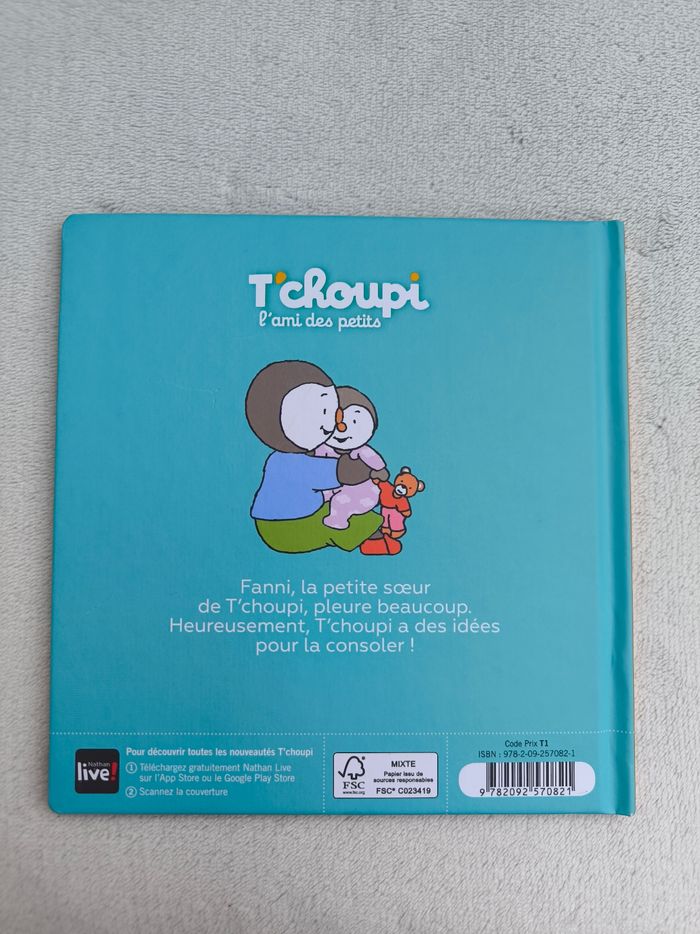 T'choupi
l'ami des petits
Fanni, la petite sœur
de T'choupi, pleure beaucoup.
Heureusement, T'choupi a des idées
pour la consoler !
Nathan
live!
Pour découvrir toutes les nouveautés T'choupi
1 Téléchargez gratuitement Nathan Live
sur l'App Store ou le Google Play Store
2 Scannez la couverture
FSC
www.fsc.org
MIXTE
Papier issu de
sources responsables
FSC® C023419
Code Prix T1
ISBN : 978-2-09-257082-1
9 782092 570821